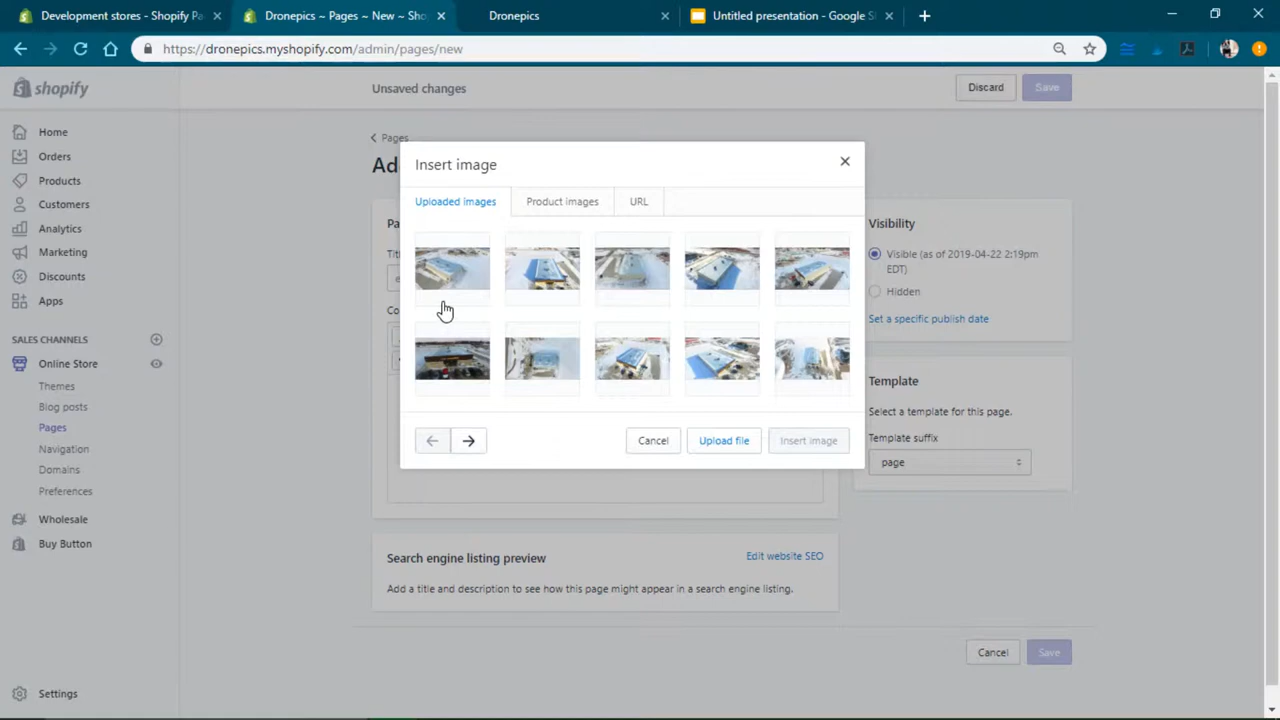 Development stores - Shopify Pa
Dronepics ~ Pages ~ New ~ Sho
Dronepics
Untitled presentation - Google S
https://dronepics.myshopify.com/admin/pages/new
shopify
Unsaved changes
Discard
Save
Home
Orders
Products
Customers
Analytics
Marketing
Discounts
Apps
SALES CHANNELS
Online Store
Themes
Blog posts
Pages
Navigation
Domains
Preferences
Wholesale
Buy Button
Settings
Pages
Ad
Pa
Titl
e
Co
Insert image
Uploaded images
Product images
URL
Cancel
Upload file
Insert image
Visibility
Visible (as of 2019-04-22 2:19pm
EDT)
Hidden
Set a specific publish date
Template
Select a template for this page.
Template suffix
page
Search engine listing preview
Edit website SEO
Add a title and description to see how this page might appear in a search engine listing.
Cancel
Save